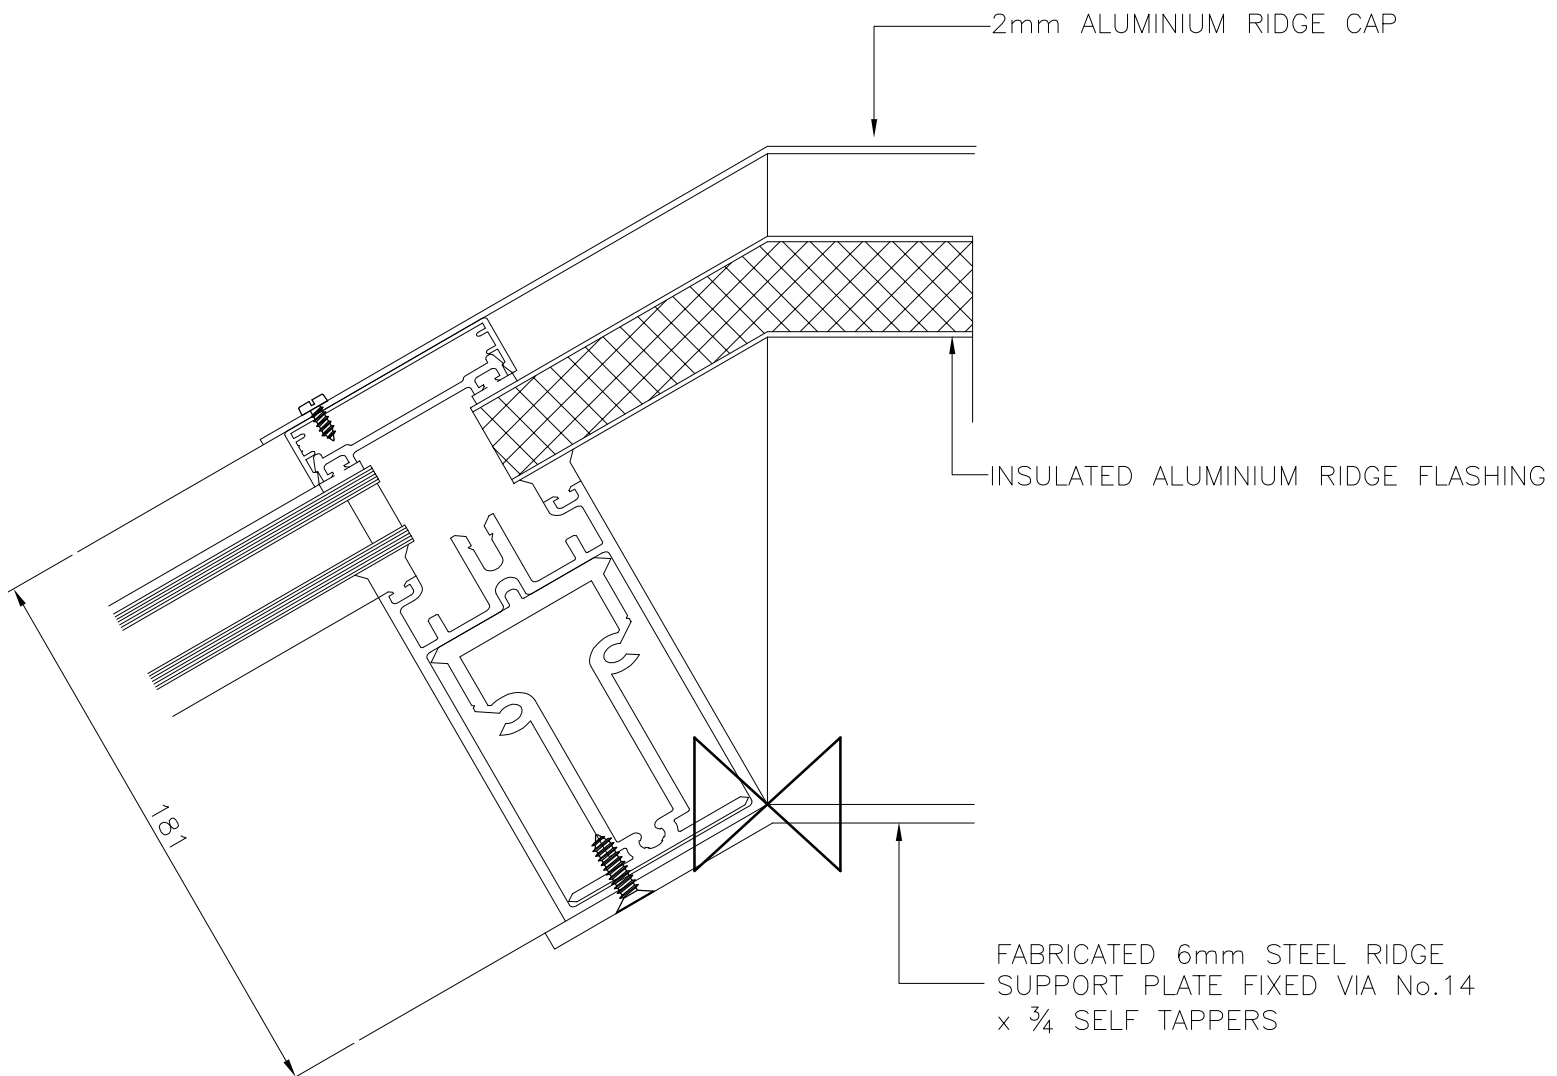 2mm ALUMINIUM RIDGE CAP
INSULATED ALUMINIUM RIDGE FLASHING
181
FABRICATED 6mm STEEL RIDGE
SUPPORT PLATE FIXED VIA No.14
x ¾ SELF TAPPERS